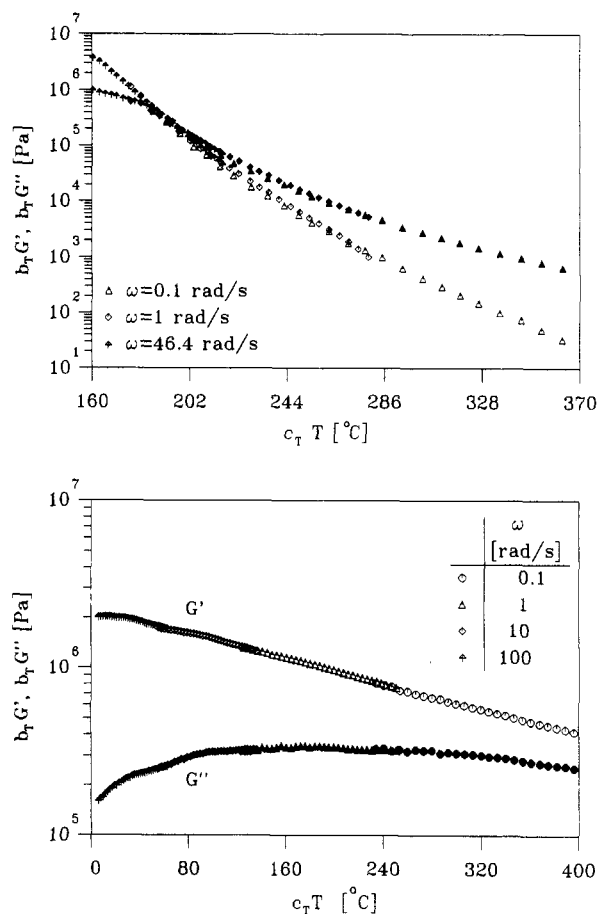 10^7
10^6
10^5
10^4
10^3
10^2
10^1
b_T G', b_T G'' [Pa]
△ ω=0.1 rad/s
◇ ω=1 rad/s
ω=46.4 rad/s
160 202 244 286 328 370
c_T T [°C]
10^7
10^6
10^5
b_T G', b_T G'' [Pa]
ω
[rad/s]
○ 0.1
△ 1
◇ 10
100
G'
G''
0 80 160 240 320 400
c_T T [°C]